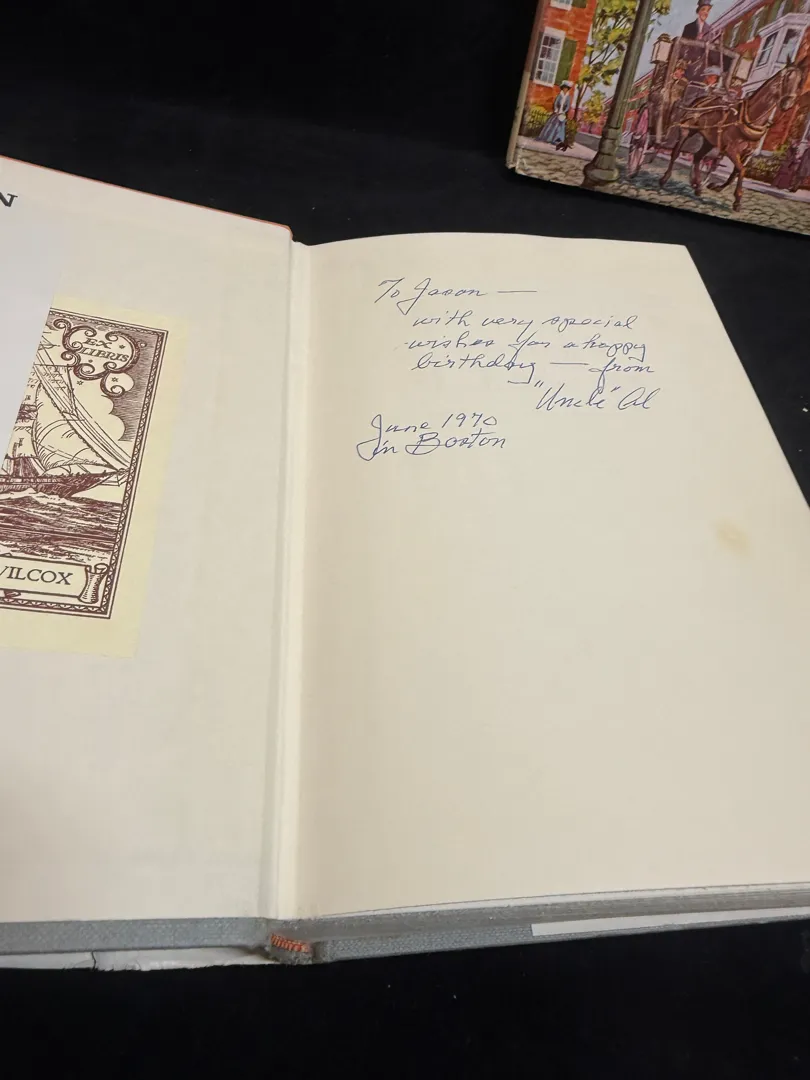 N
EX
LIBRIS
WILCOX
To Jason —
with very special
wishes for a happy
birthday — from
"Uncle" Al
June 1970
in Boston